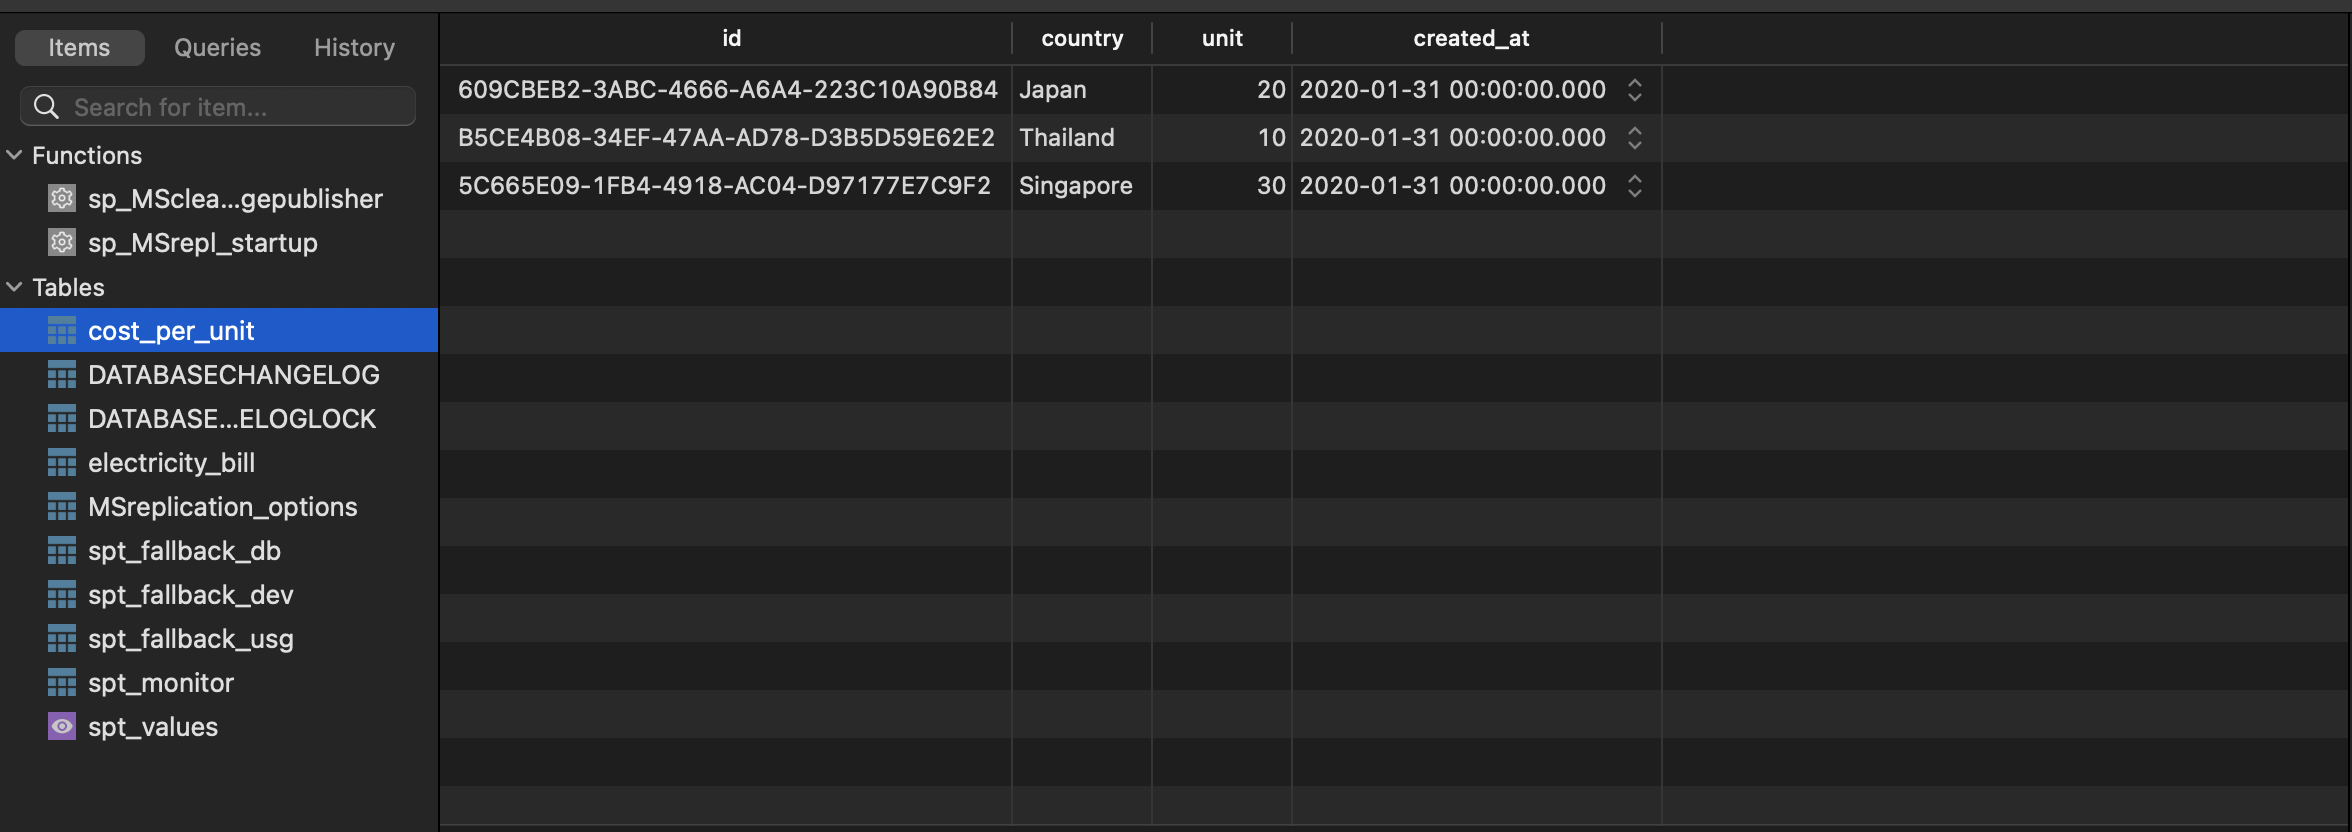 Items Queries History
Search for item...
Functions
sp_MSclea...gepublisher
sp_MSrepl_startup
Tables
cost_per_unit
DATABASECHANGELOG
DATABASE...ELOGLOCK
electricity_bill
MSreplication_options
spt_fallback_db
spt_fallback_dev
spt_fallback_usg
spt_monitor
spt_values
id country unit created_at
609CBEB2-3ABC-4666-A6A4-223C10A90B84 Japan 20 2020-01-31 00:00:00.000
B5CE4B08-34EF-47AA-AD78-D3B5D59E62E2 Thailand 10 2020-01-31 00:00:00.000
5C665E09-1FB4-4918-AC04-D97177E7C9F2 Singapore 30 2020-01-31 00:00:00.000